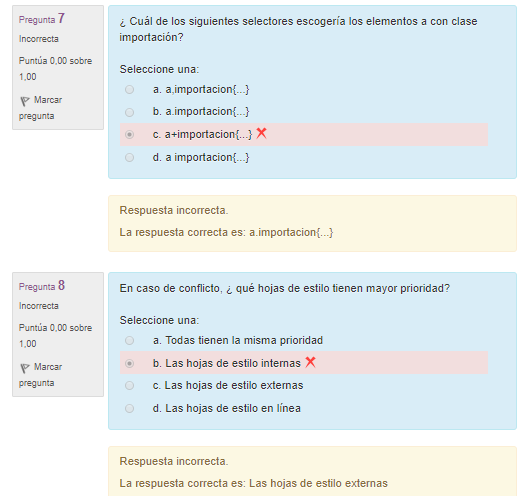 Pregunta 7
Incorrecta
Puntúa 0,00 sobre
1,00
Marcar
pregunta
¿ Cuál de los siguientes selectores escogería los elementos a con clase
importación?
Seleccione una:
a. a,importacion{...}
b. a.importacion{...}
c. a+importacion{...}
d. a importacion{...}
Respuesta incorrecta.
La respuesta correcta es: a.importacion{...}
Pregunta 8
Incorrecta
Puntúa 0,00 sobre
1,00
Marcar
pregunta
En caso de conflicto, ¿ qué hojas de estilo tienen mayor prioridad?
Seleccione una:
a. Todas tienen la misma prioridad
b. Las hojas de estilo internas
c. Las hojas de estilo externas
d. Las hojas de estilo en línea
Respuesta incorrecta.
La respuesta correcta es: Las hojas de estilo externas